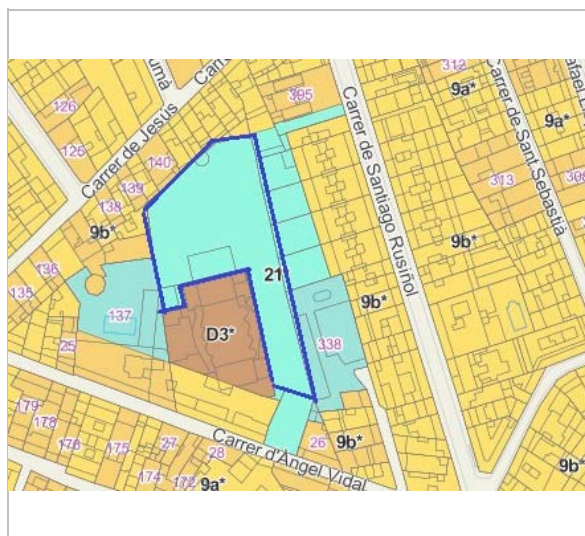 312
9a*
126
395
Carrer de Santiago Rusiñol
Carrer de Sant Sebastià
9a*
126
Carrer de Jesús
140
139
313
138
9b*
9b*
136
135
21
9b*
137
D3*
338
25
179
178
176
175
27
28
174
172
9a*
Carrer d'Àngel Vidal
26
9b*
9b*